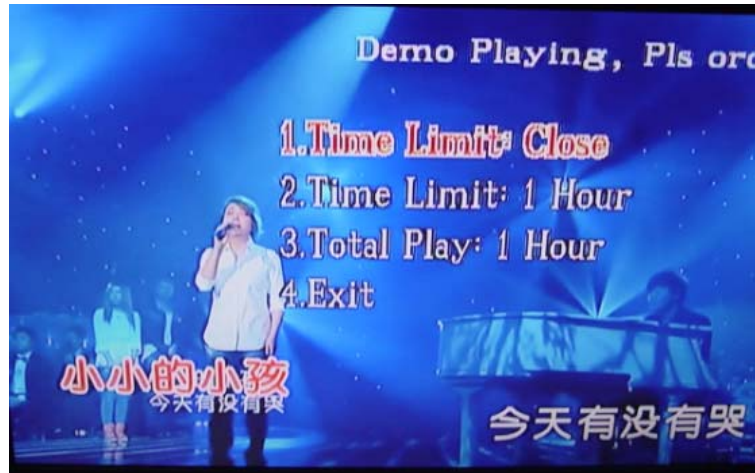 Demo Playing, Pls
1.Time Limit: Close
2.Time Limit: 1 Hour
3.Total Play: 1 Hour
4.Exit
小小的小孩
今天有没有哭
今天有没有哭